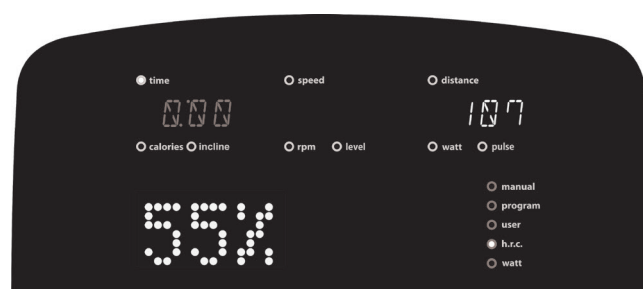 time speed distance
0:00 107
calories incline rpm level watt pulse
manual
program
user
h.r.c.
55%
watt